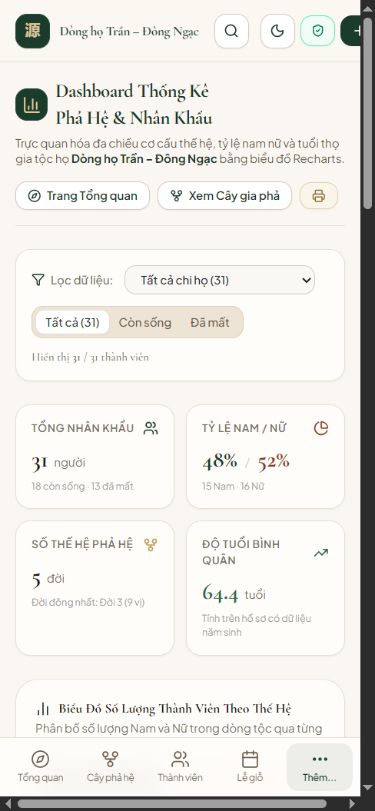 源 Dòng họ Trần – Đông Ngạc
Dashboard Thống Kê
Phả Hệ & Nhân Khẩu
Trực quan hóa đa chiều cơ cấu thế hệ, tỷ lệ nam nữ và tuổi thọ
gia tộc họ Dòng họ Trần – Đông Ngạc bằng biểu đồ Recharts.
Trang Tổng quan Xem Cây gia phả
Lọc dữ liệu: Tất cả chi họ (31)
Tất cả (31) Còn sống Đã mất
Hiển thị 31 / 31 thành viên
TỔNG NHÂN KHẨU
31 người
18 còn sống · 13 đã mất
TỶ LỆ NAM / NỮ
48% / 52%
15 Nam · 16 Nữ
SỐ THẾ HỆ PHẢ HỆ
5 đời
Đời đông nhất: Đời 3 (9 vị)
ĐỘ TUỔI BÌNH
QUÂN
64.4 tuổi
Tính trên hồ sơ có dữ liệu
năm sinh
Biểu Đồ Số Lượng Thành Viên Theo Thế Hệ
Phân bố số lượng Nam và Nữ trong dòng tộc qua từng
Tổng quan Cây phả hệ Thành viên Lễ giỗ Thêm...